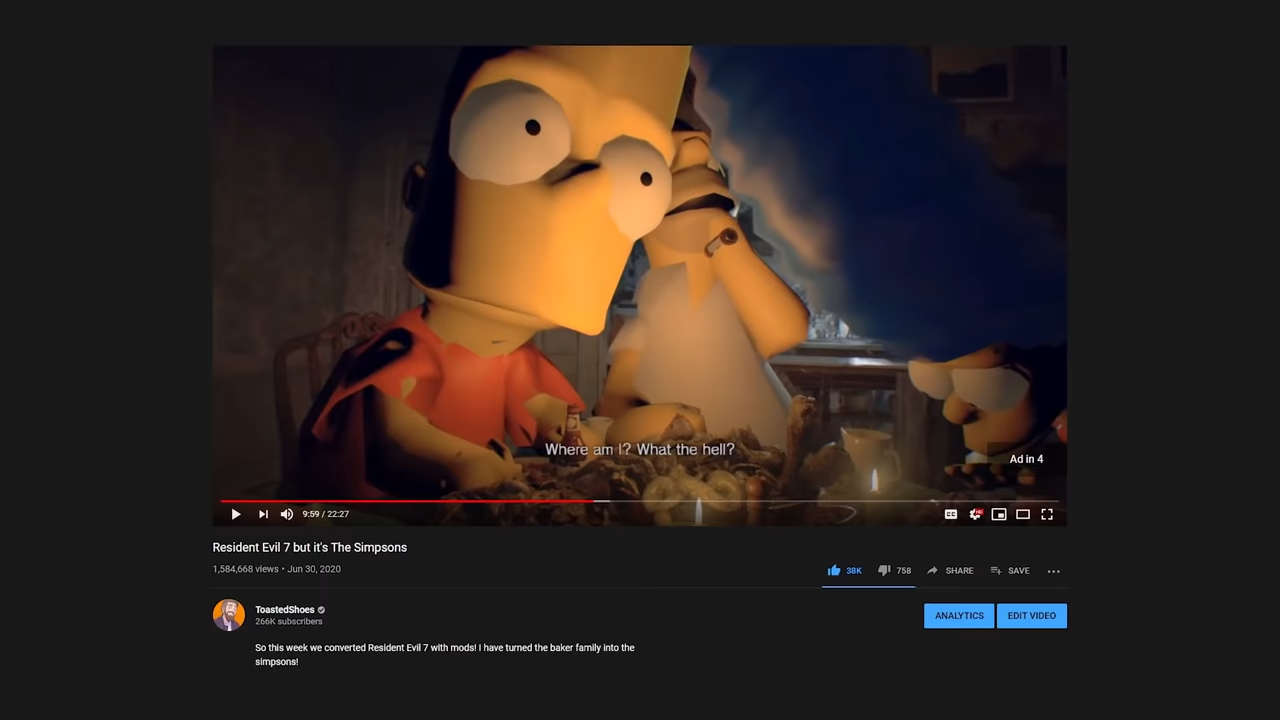 Where am I? What the hell?
Ad in 4
9:59 / 22:27
CC
HD
Resident Evil 7 but it's The Simpsons
1,584,668 views • Jun 30, 2020
38K
758
SHARE
SAVE
ToastedShoes
266K subscribers
ANALYTICS
EDIT VIDEO
So this week we converted Resident Evil 7 with mods! I have turned the baker family into the
simpsons!